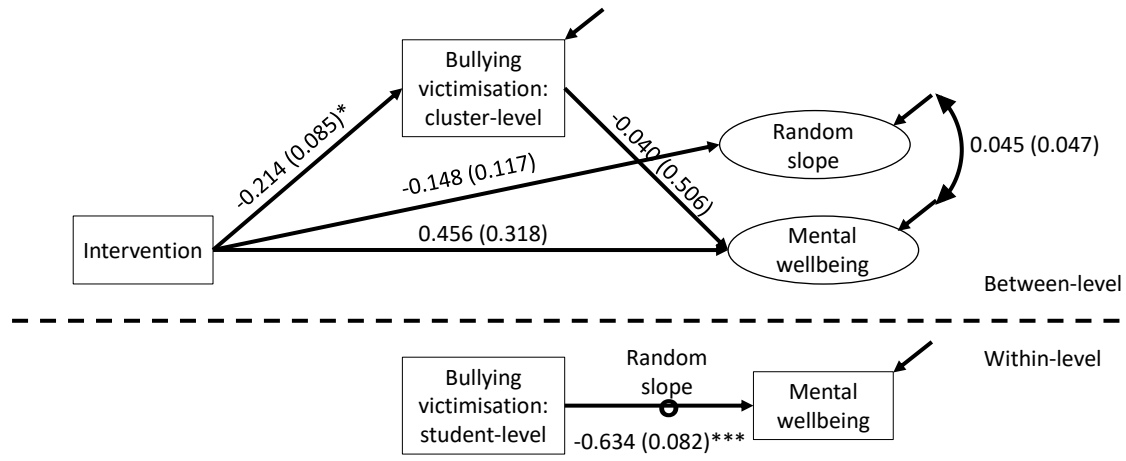 Bullying
victimisation:
cluster-level
-0.214 (0.085)*
-0.040 (0.506)
Random
slope
0.045 (0.047)
-0.148 (0.117)
Intervention
0.456 (0.318)
Mental
wellbeing
Between-level
Within-level
Bullying
victimisation:
student-level
Random
slope
-0.634 (0.082)***
Mental
wellbeing